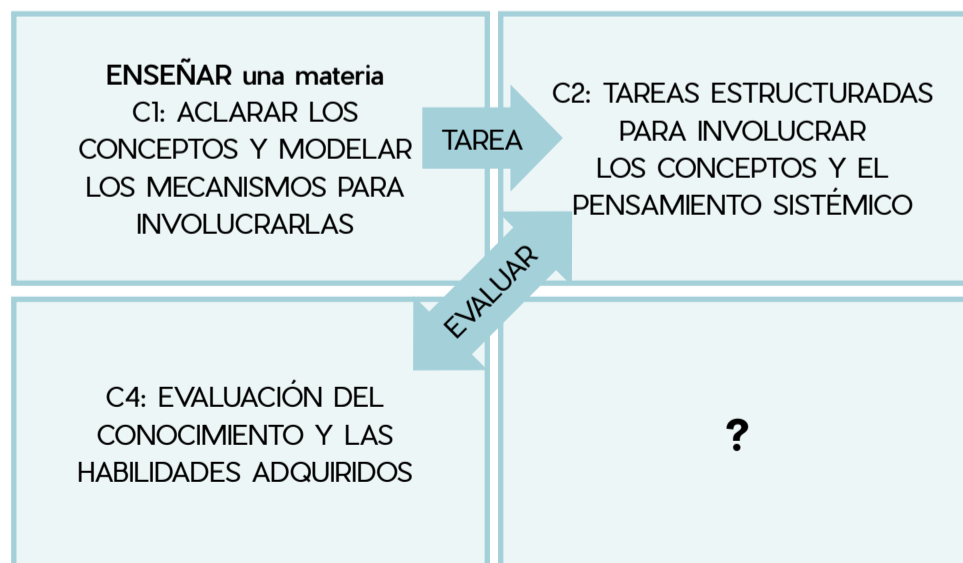 ENSEÑAR una materia
C1: ACLARAR LOS
CONCEPTOS Y MODELAR
LOS MECANISMOS PARA
INVOLUCRARLAS
TAREA
C2: TAREAS ESTRUCTURADAS
PARA INVOLUCRAR
LOS CONCEPTOS Y EL
PENSAMIENTO SISTÉMICO
EVALUAR
C4: EVALUACIÓN DEL
CONOCIMIENTO Y LAS
HABILIDADES ADQUIRIDOS
?